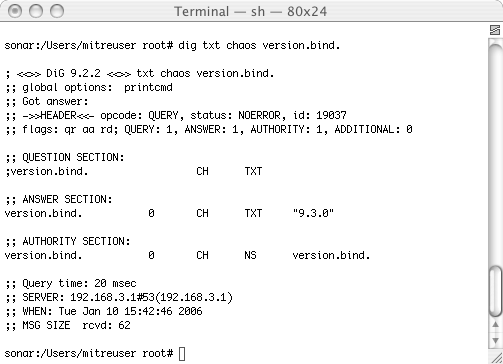 Terminal — sh — 80x24
sonar:/Users/mitreuser root# dig txt chaos version.bind.
; <<>> DiG 9.2.2 <<>> txt chaos version.bind.
;; global options:  printcmd
;; Got answer:
;; ->>HEADER<<- opcode: QUERY, status: NOERROR, id: 19037
;; flags: qr aa rd; QUERY: 1, ANSWER: 1, AUTHORITY: 1, ADDITIONAL: 0
;; QUESTION SECTION:
;version.bind.			CH	TXT
;; ANSWER SECTION:
version.bind.		0	CH	TXT	"9.3.0"
;; AUTHORITY SECTION:
version.bind.		0	CH	NS	version.bind.
;; Query time: 20 msec
;; SERVER: 192.168.3.1#53(192.168.3.1)
;; WHEN: Tue Jan 10 15:42:46 2006
;; MSG SIZE  rcvd: 62
sonar:/Users/mitreuser root#